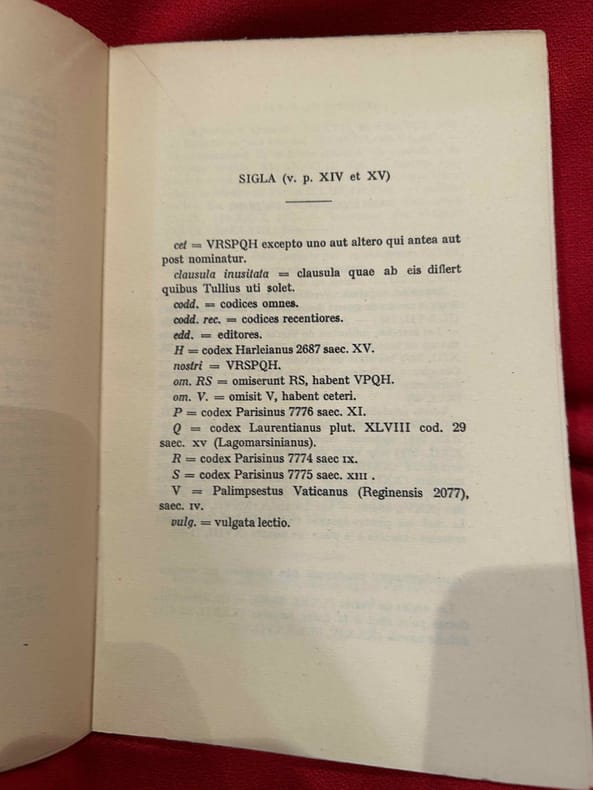 SIGLA (v. p. XIV et XV)
cet = VRSPQH excepto uno aut altero qui antea aut
post nominatur.
clausula inusitata = clausula quae ab eis differt
quibus Tullius uti solet.
codd. = codices omnes.
codd. rec. = codices recentiores.
edd. = editores.
H = codex Harleianus 2687 saec. XV.
nostri = VRSPQH.
om. RS = omiserunt RS, habent VPQH.
om. V. = omisit V, habent ceteri.
P = codex Parisinus 7776 saec. XI.
Q = codex Laurentianus plut. XLVIII cod. 29
saec. XV (Lagomarsinianus).
R = codex Parisinus 7774 saec IX.
S = codex Parisinus 7775 saec. XIII .
V = Palimpsestus Vaticanus (Reginensis 2077),
saec. IV.
vulg. = vulgata lectio.